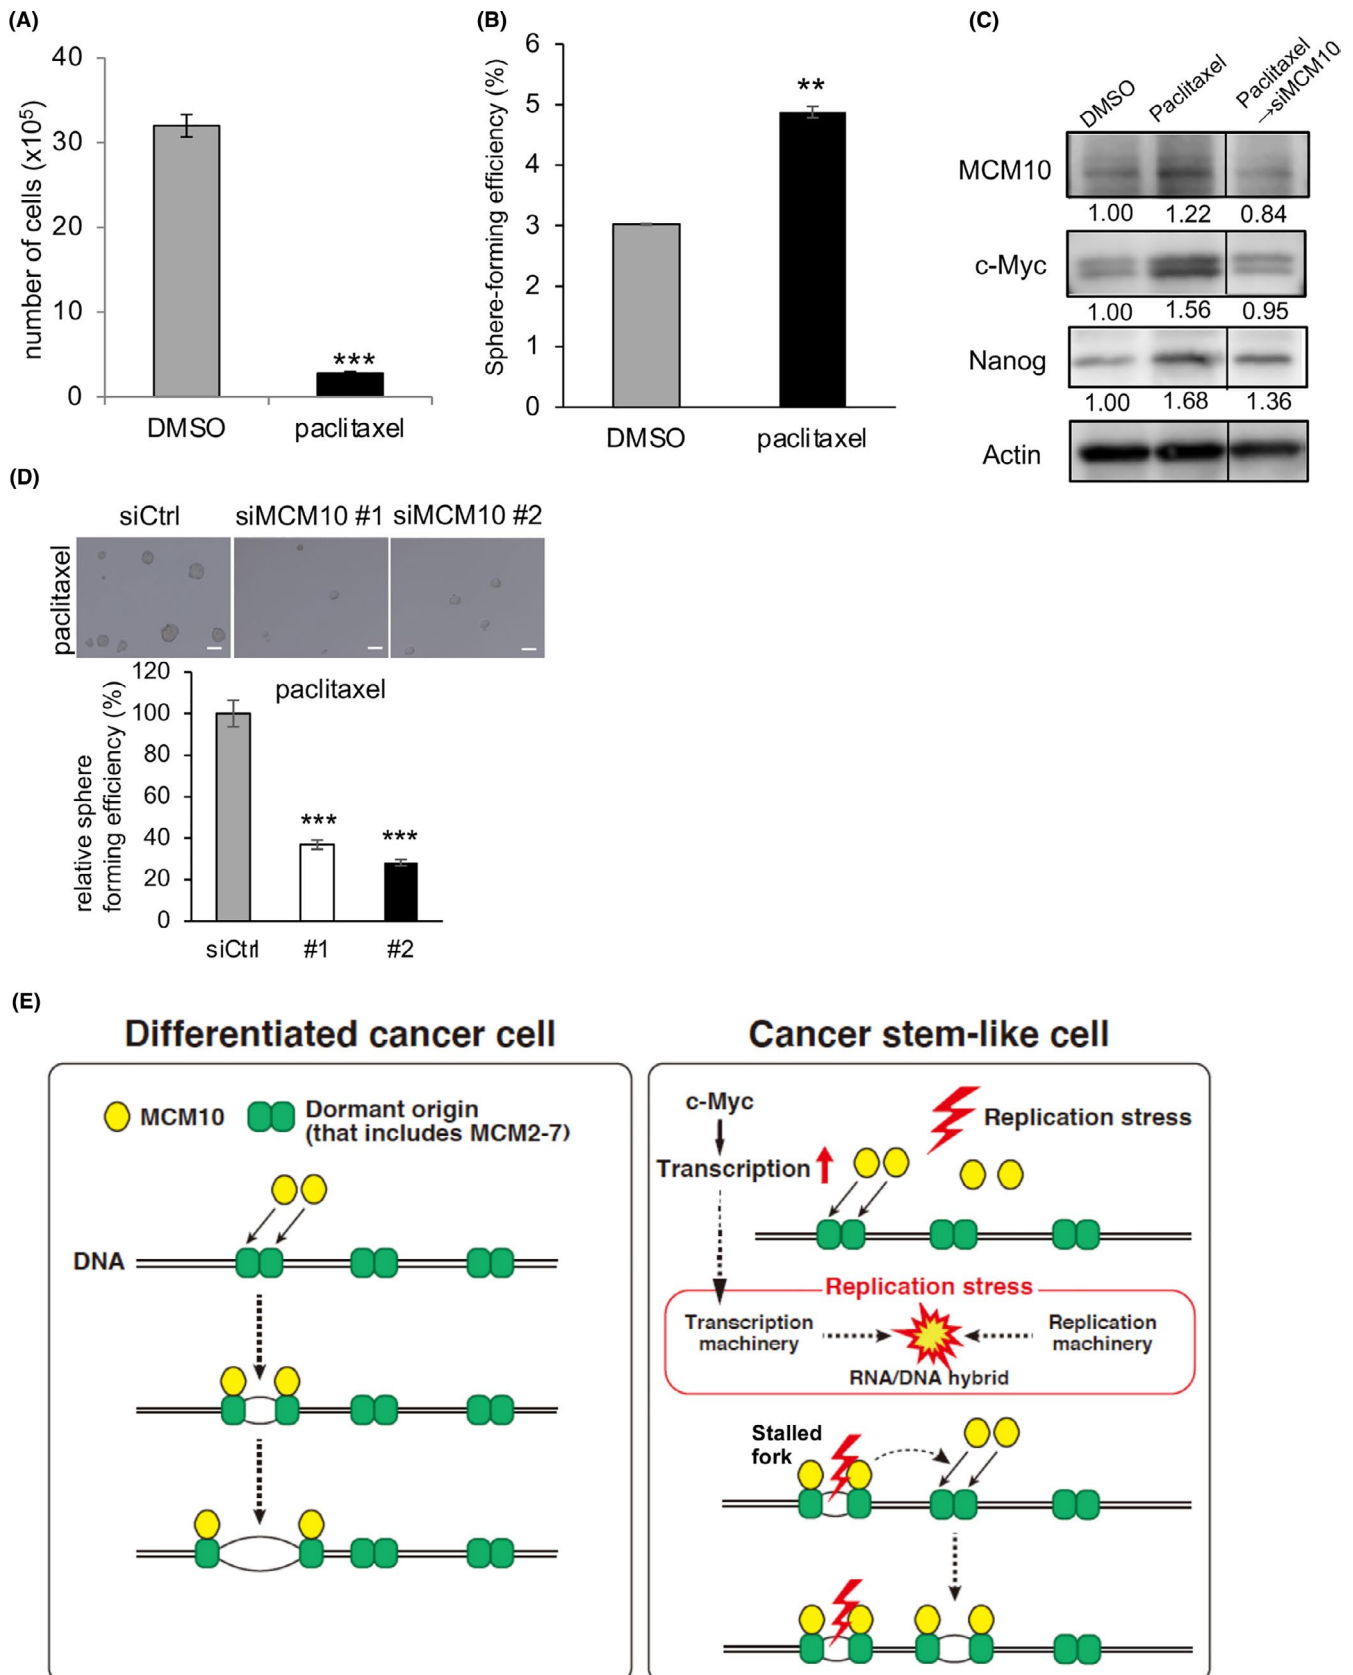 (A)
40
30
20
10
0
number of cells (x10⁵)
***
DMSO
paclitaxel
(B)
6
5
4
3
2
1
0
Sphere-forming efficiency (%)
**
DMSO
paclitaxel
(C)
DMSO
Paclitaxel
Paclitaxel
→siMCM10
MCM10
1.00 1.22 0.84
c-Myc
1.00 1.56 0.95
Nanog
1.00 1.68 1.36
Actin
(D)
siCtrl siMCM10 #1 siMCM10 #2
paclitaxel
paclitaxel
120
100
80
60
40
20
0
relative sphere
forming efficiency (%)
***
***
siCtrl #1 #2
(E)
Differentiated cancer cell
MCM10
Dormant origin
(that includes MCM2-7)
DNA
Cancer stem-like cell
c-Myc
Replication stress
Transcription
Replication stress
Transcription
machinery
Replication
machinery
RNA/DNA hybrid
Stalled
fork